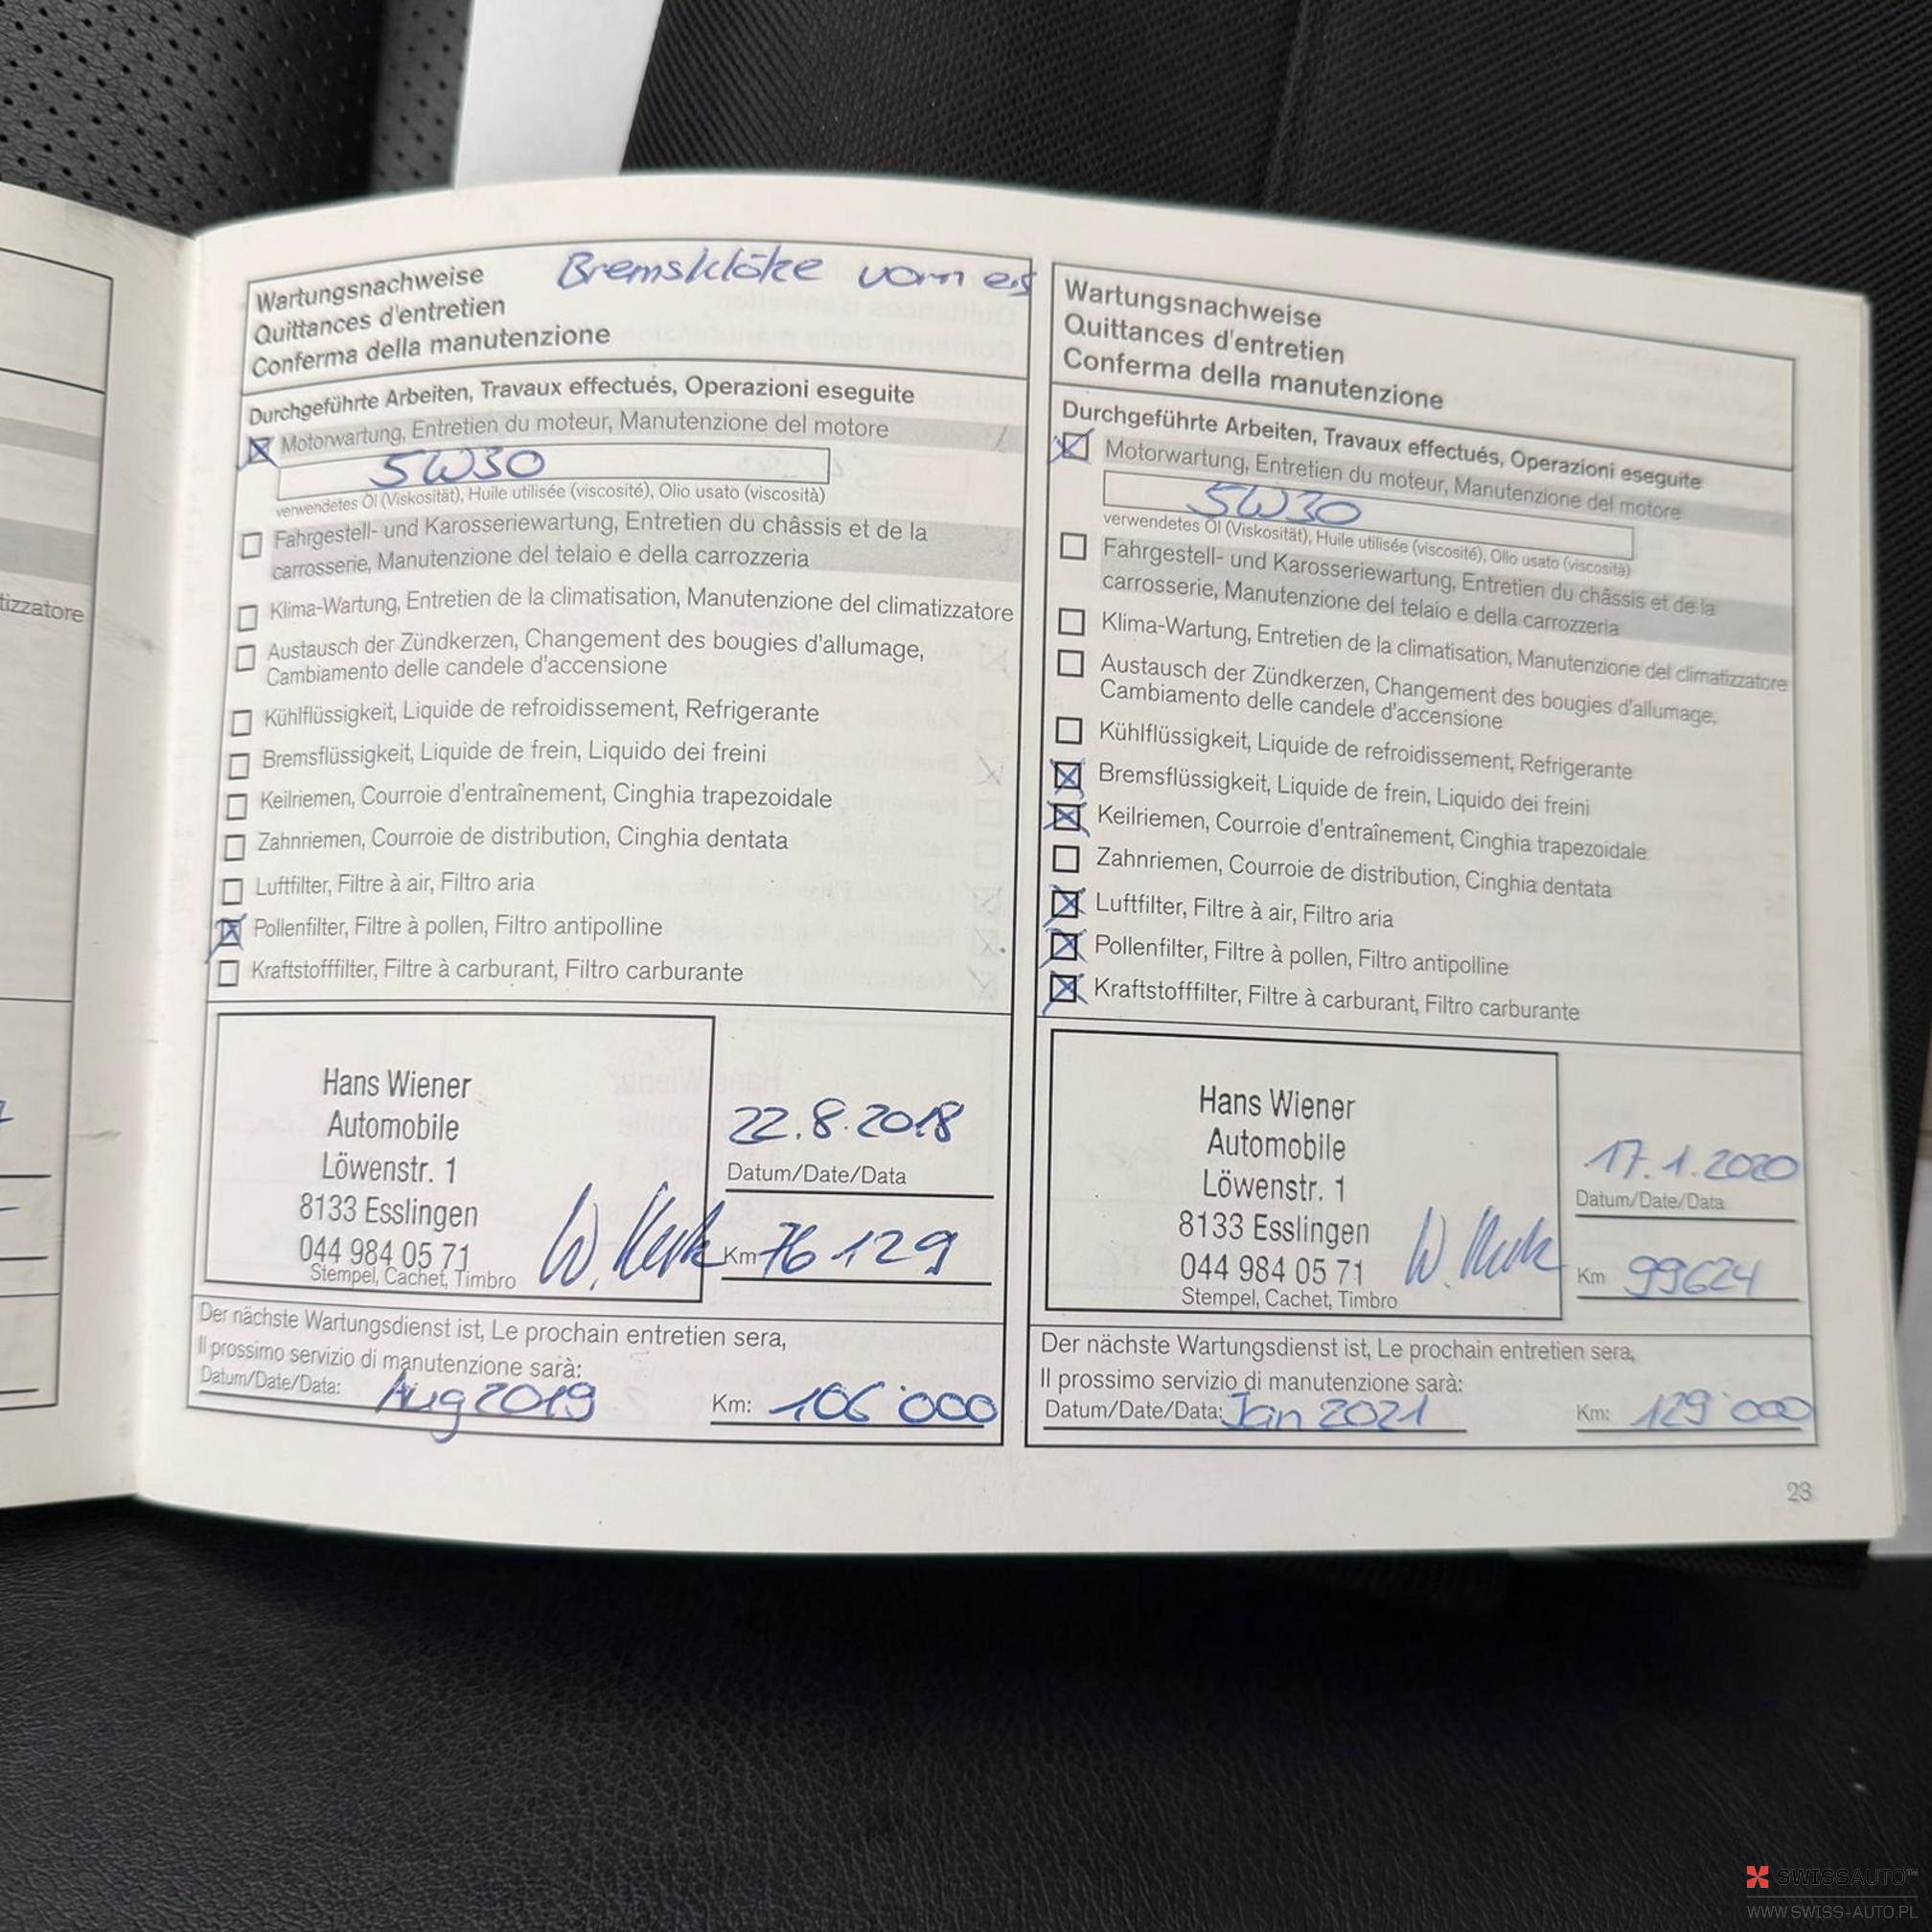 tizzatore
Wartungsnachweise
Bremsklöke vorn
Quittances d'entretien
Conferma della manutenzione
Durchgeführte Arbeiten, Travaux effectués, Operazioni eseguite
Motorwartung, Entretien du moteur, Manutenzione del motore
5W30
verwendetes Öl (Viskosität), Huile utilisée (viscosité), Olio usato (viscosità)
Fahrgestell- und Karosseriewartung, Entretien du châssis et de la
carrosserie, Manutenzione del telaio e della carrozzeria
Klima-Wartung, Entretien de la climatisation, Manutenzione del climatizzatore
Austausch der Zündkerzen, Changement des bougies d'allumage,
Cambiamento delle candele d'accensione
Kühlflüssigkeit, Liquide de refroidissement, Refrigerante
Bremsflüssigkeit, Liquide de frein, Liquido dei freini
Keilriemen, Courroie d'entraînement, Cinghia trapezoidale
Zahnriemen, Courroie de distribution, Cinghia dentata
Luftfilter, Filtre à air, Filtro aria
Pollenfilter, Filtre à pollen, Filtro antipolline
Kraftstofffilter, Filtre à carburant, Filtro carburante
Hans Wiener
Automobile
Löwenstr. 1
8133 Esslingen
044 984 05 71
Stempel, Cachet, Timbro
22.8.2018
Datum/Date/Data
Km 76129
Der nächste Wartungsdienst ist, Le prochain entretien sera,
Il prossimo servizio di manutenzione sarà:
Datum/Date/Data: Aug 2019 Km: 106'000
Wartungsnachweise
Quittances d'entretien
Conferma della manutenzione
Durchgeführte Arbeiten, Travaux effectués, Operazioni eseguite
Motorwartung, Entretien du moteur, Manutenzione del motore
5W30
verwendetes Öl (Viskosität), Huile utilisée (viscosité), Olio usato (viscosità)
Fahrgestell- und Karosseriewartung, Entretien du châssis et de la
carrosserie, Manutenzione del telaio e della carrozzeria
Klima-Wartung, Entretien de la climatisation, Manutenzione del climatizzatore
Austausch der Zündkerzen, Changement des bougies d'allumage,
Cambiamento delle candele d'accensione
Kühlflüssigkeit, Liquide de refroidissement, Refrigerante
Bremsflüssigkeit, Liquide de frein, Liquido dei freini
Keilriemen, Courroie d'entraînement, Cinghia trapezoidale
Zahnriemen, Courroie de distribution, Cinghia dentata
Luftfilter, Filtre à air, Filtro aria
Pollenfilter, Filtre à pollen, Filtro antipolline
Kraftstofffilter, Filtre à carburant, Filtro carburante
Hans Wiener
Automobile
Löwenstr. 1
8133 Esslingen
044 984 05 71
Stempel, Cachet, Timbro
17.1.2020
Datum/Date/Data
Km 99624
Der nächste Wartungsdienst ist, Le prochain entretien sera,
Il prossimo servizio di manutenzione sarà:
Datum/Date/Data: Jan 2021 Km: 129'000
23
SWISSAUTO
WWW.SWISS-AUTO.PL